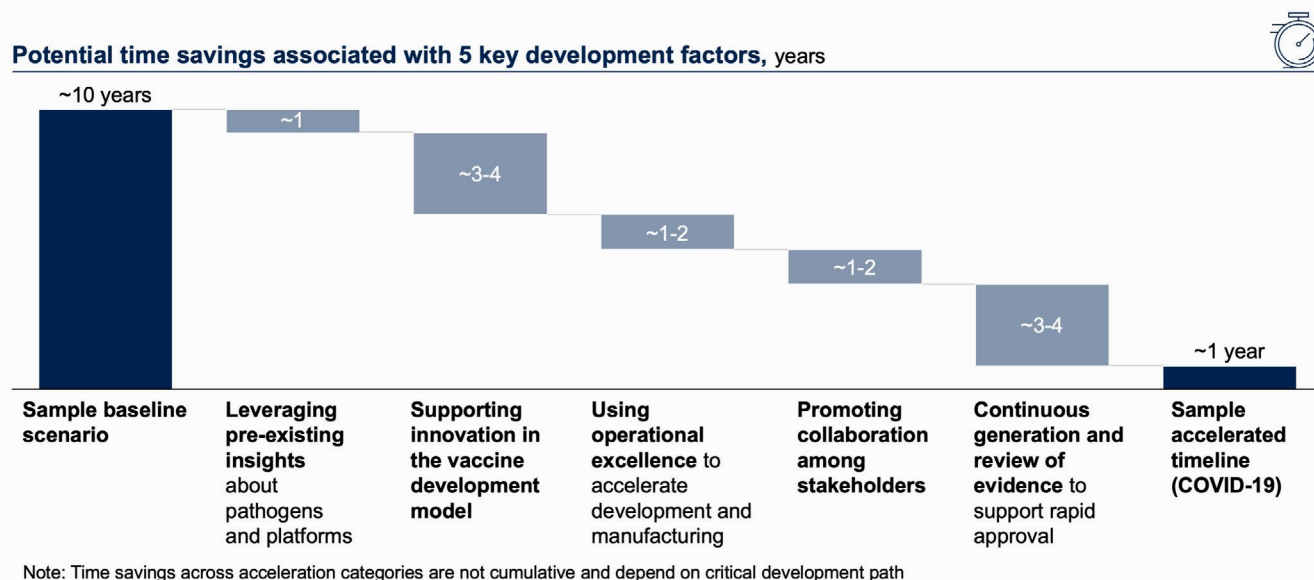 Potential time savings associated with 5 key development factors, years
~10 years
~1
~3-4
~1-2
~1-2
~3-4
~1 year
Sample baseline
scenario
Leveraging
pre-existing
insights
about
pathogens
and platforms
Supporting
innovation in
the vaccine
development
model
Using
operational
excellence to
accelerate
development and
manufacturing
Promoting
collaboration
among
stakeholders
Continuous
generation and
review of
evidence to
support rapid
approval
Sample
accelerated
timeline
(COVID-19)
Note: Time savings across acceleration categories are not cumulative and depend on critical development path